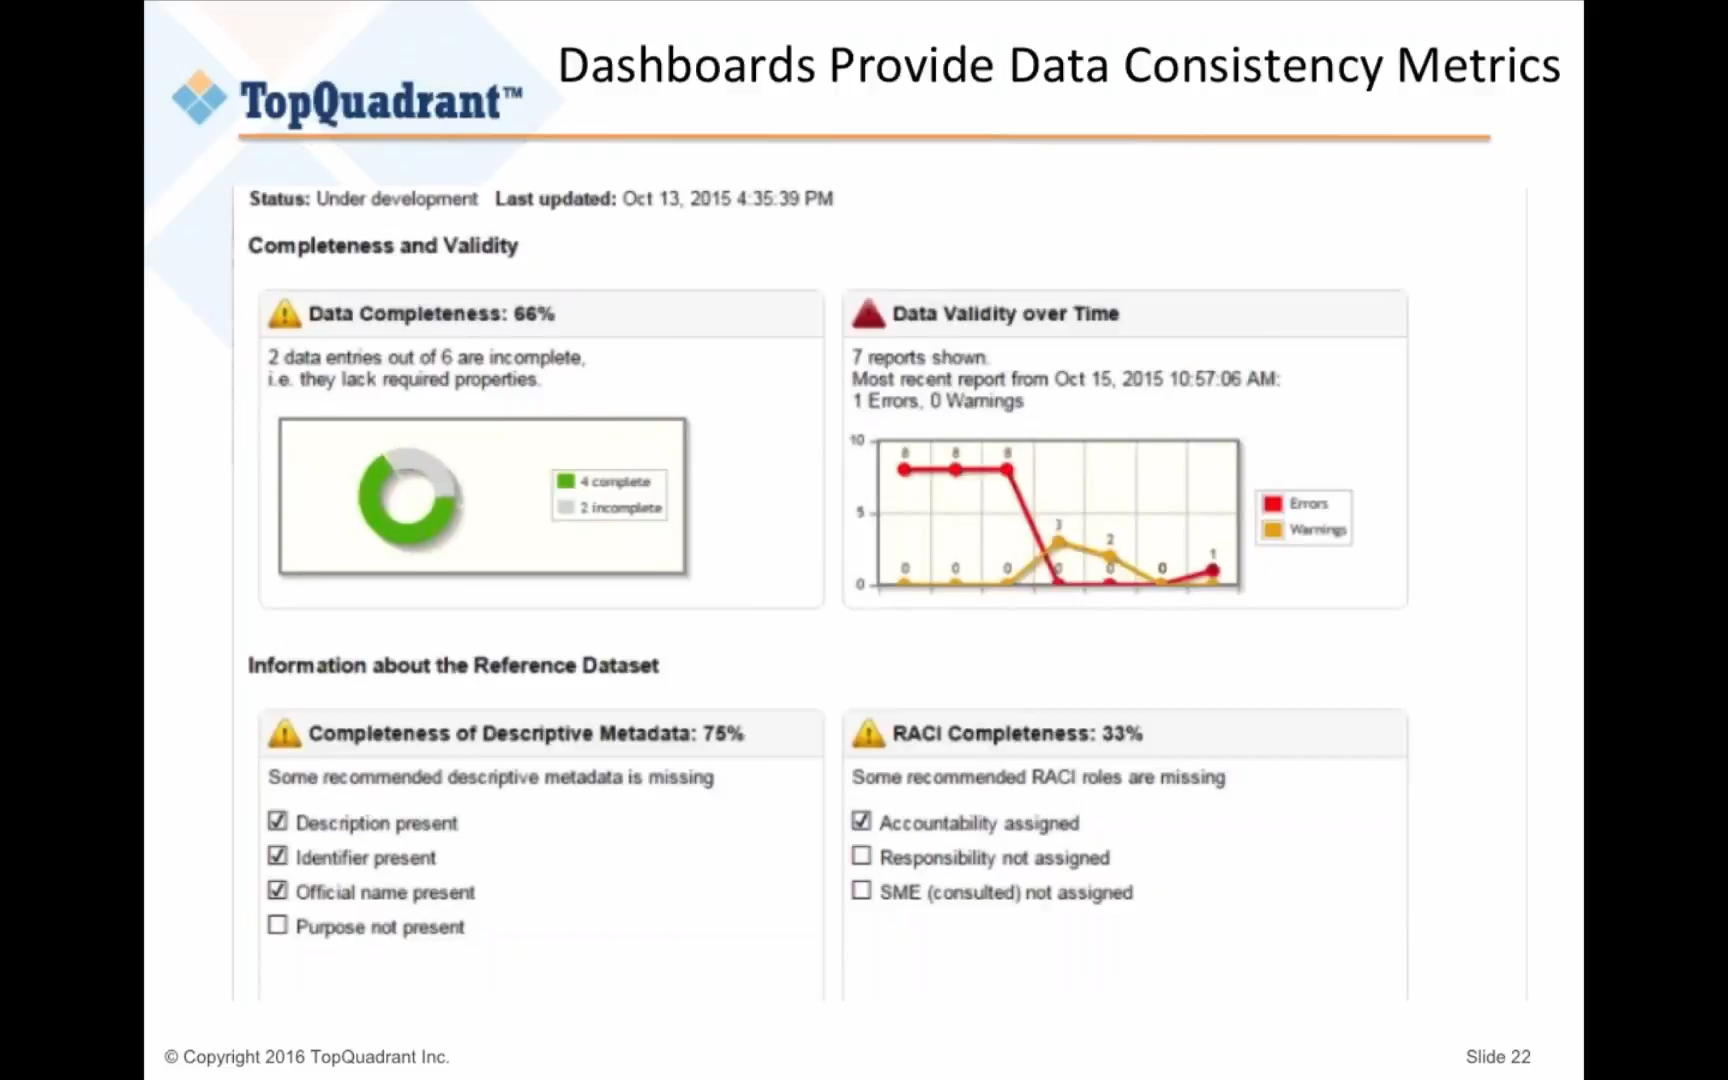 TopQuadrant™
Dashboards Provide Data Consistency Metrics
Status: Under development Last updated: Oct 13, 2015 4:35:39 PM
Completeness and Validity
Data Completeness: 66%
2 data entries out of 6 are incomplete,
i.e. they lack required properties.
4 complete
2 incomplete
Data Validity over Time
7 reports shown.
Most recent report from Oct 15, 2015 10:57:06 AM:
1 Errors, 0 Warnings
10
8 8 8
5
3
2
1
0 0 0 0 0 0
0
Errors
Warnings
Information about the Reference Dataset
Completeness of Descriptive Metadata: 75%
Some recommended descriptive metadata is missing
Description present
Identifier present
Official name present
Purpose not present
RACI Completeness: 33%
Some recommended RACI roles are missing
Accountability assigned
Responsibility not assigned
SME (consulted) not assigned
© Copyright 2016 TopQuadrant Inc.
Slide 22